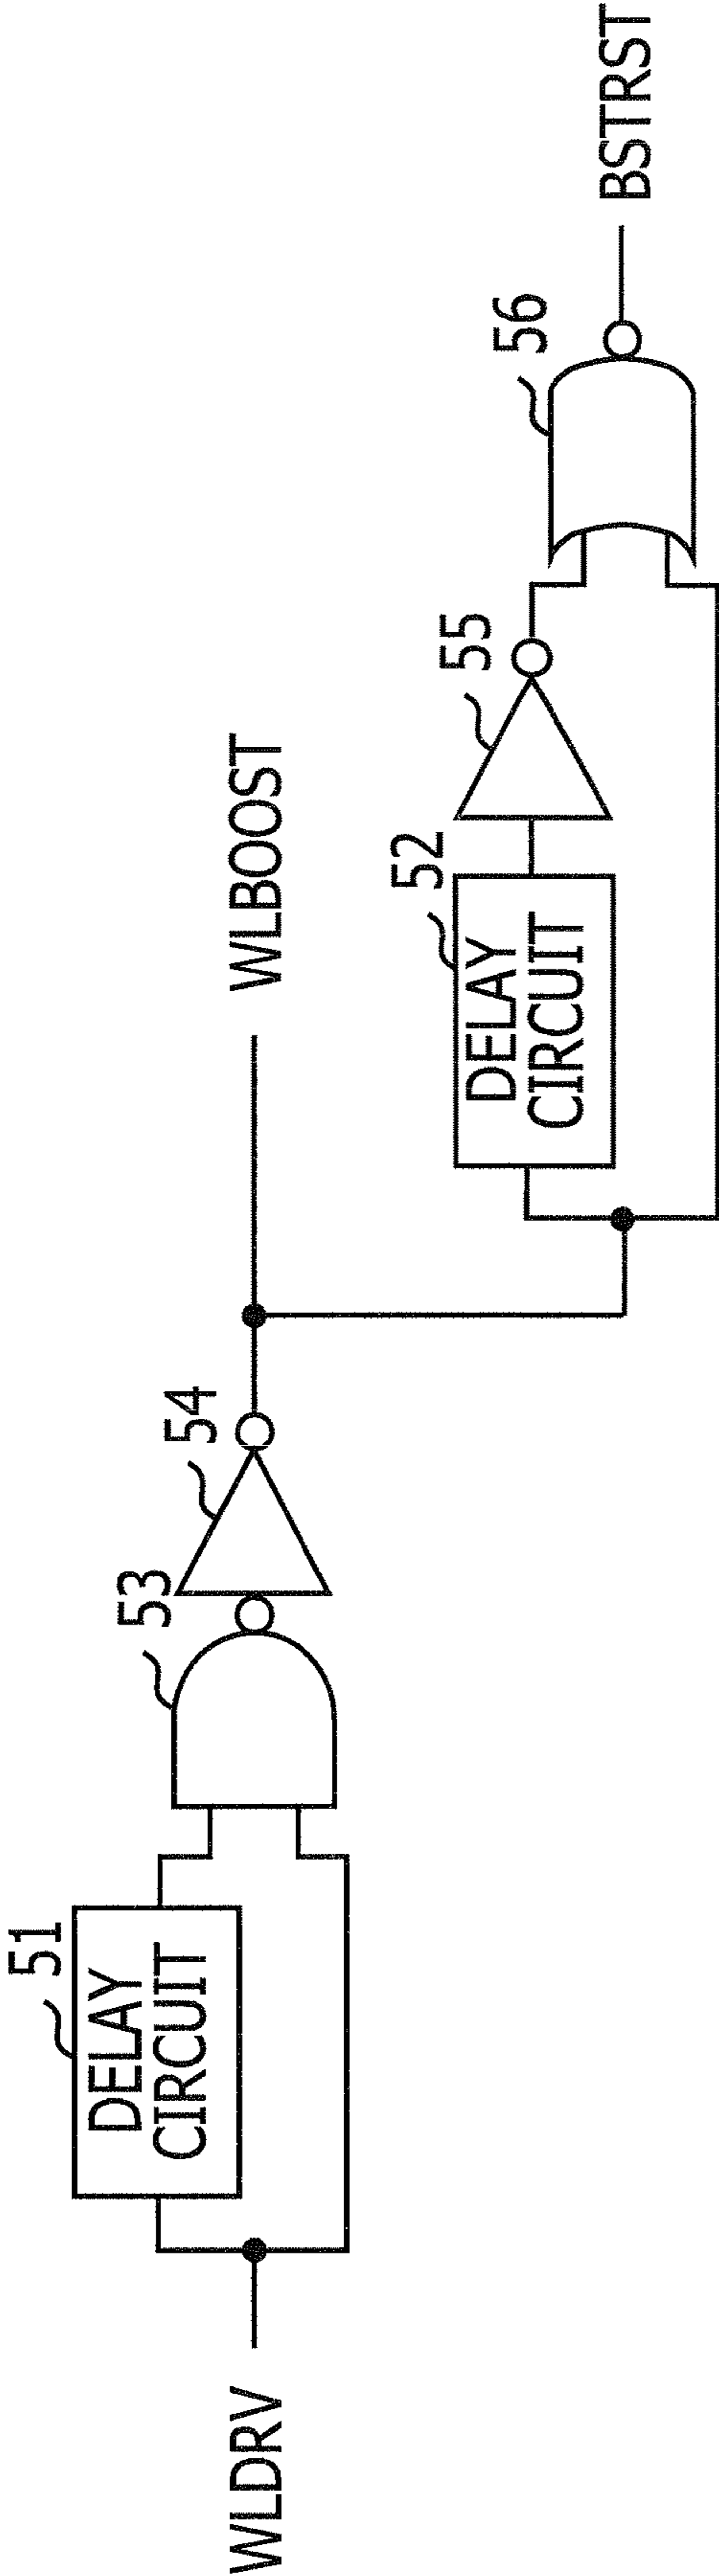 WLDRV
51
DELAY
CIRCUIT
53
54
WLBOOST
52
DELAY
CIRCUIT
55
56
BSTRST